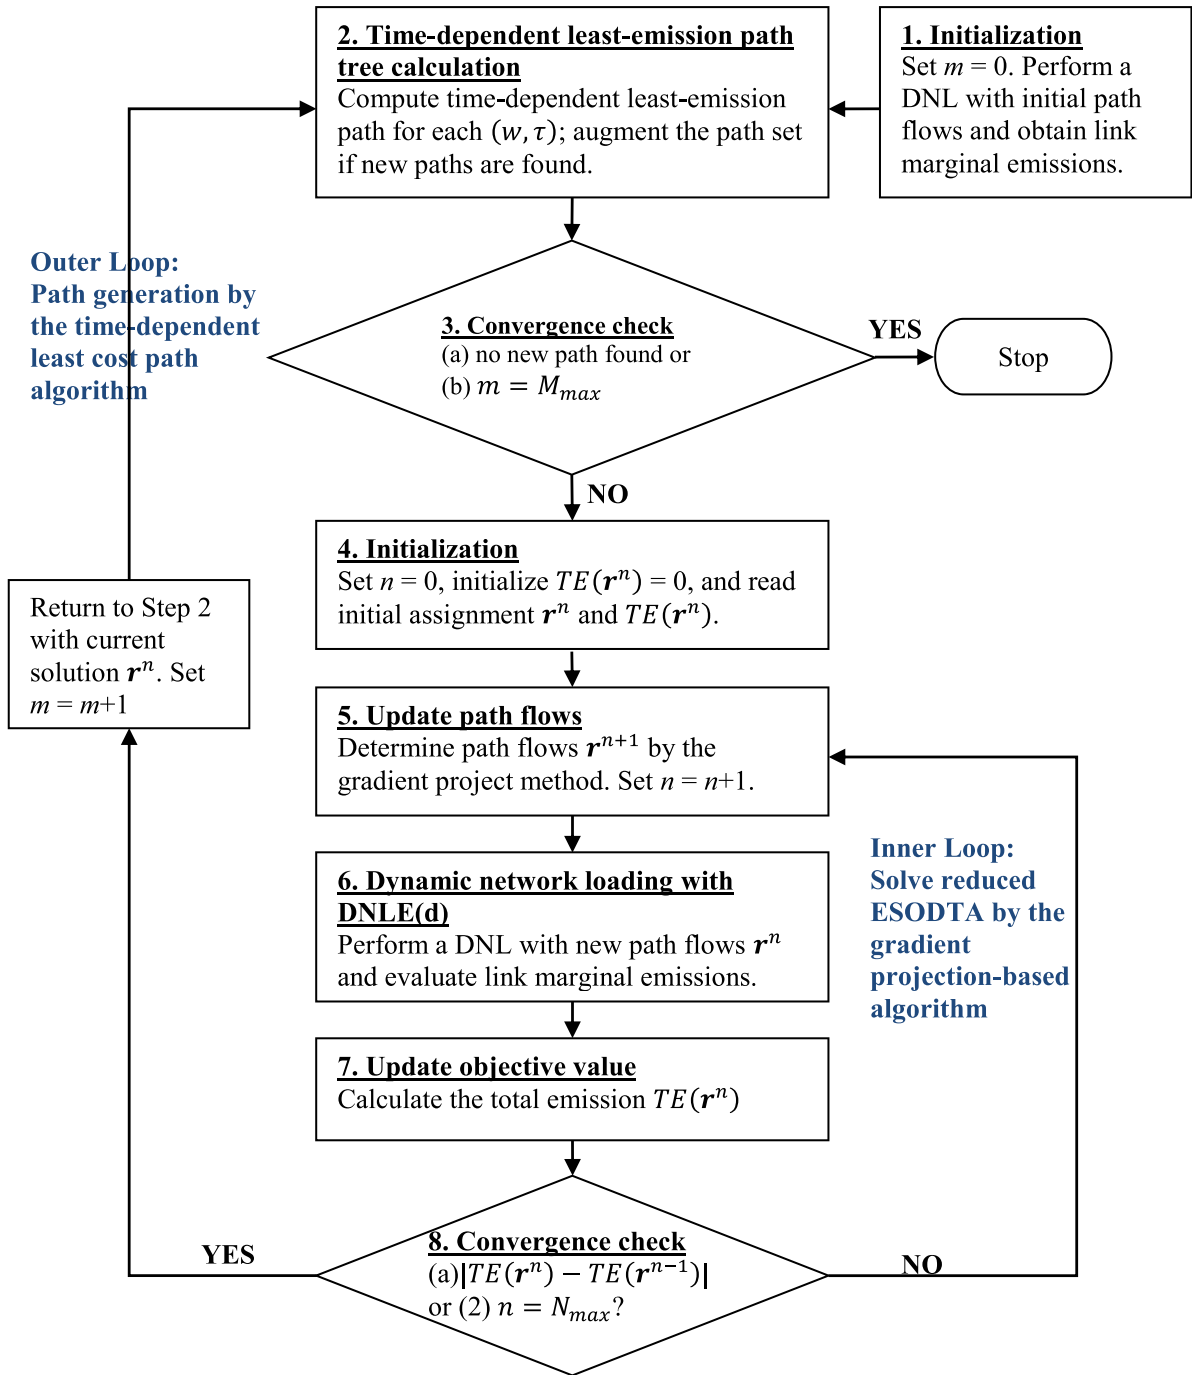 1. Initialization
Set m = 0. Perform a
DNL with initial path
flows and obtain link
marginal emissions.
2. Time-dependent least-emission path
tree calculation
Compute time-dependent least-emission
path for each (w, τ); augment the path set
if new paths are found.
Outer Loop:
Path generation by
the time-dependent
least cost path
algorithm
3. Convergence check
(a) no new path found or
(b) m = M_max
YES
Stop
NO
4. Initialization
Set n = 0, initialize TE(r^n) = 0, and read
initial assignment r^n and TE(r^n).
Return to Step 2
with current
solution r^n. Set
m = m+1
5. Update path flows
Determine path flows r^{n+1} by the
gradient project method. Set n = n+1.
6. Dynamic network loading with
DNLE(d)
Perform a DNL with new path flows r^n
and evaluate link marginal emissions.
Inner Loop:
Solve reduced
ESODTA by the
gradient
projection-based
algorithm
7. Update objective value
Calculate the total emission TE(r^n)
YES
8. Convergence check
(a)|TE(r^n) − TE(r^{n−1})|
or (2) n = N_max?
NO